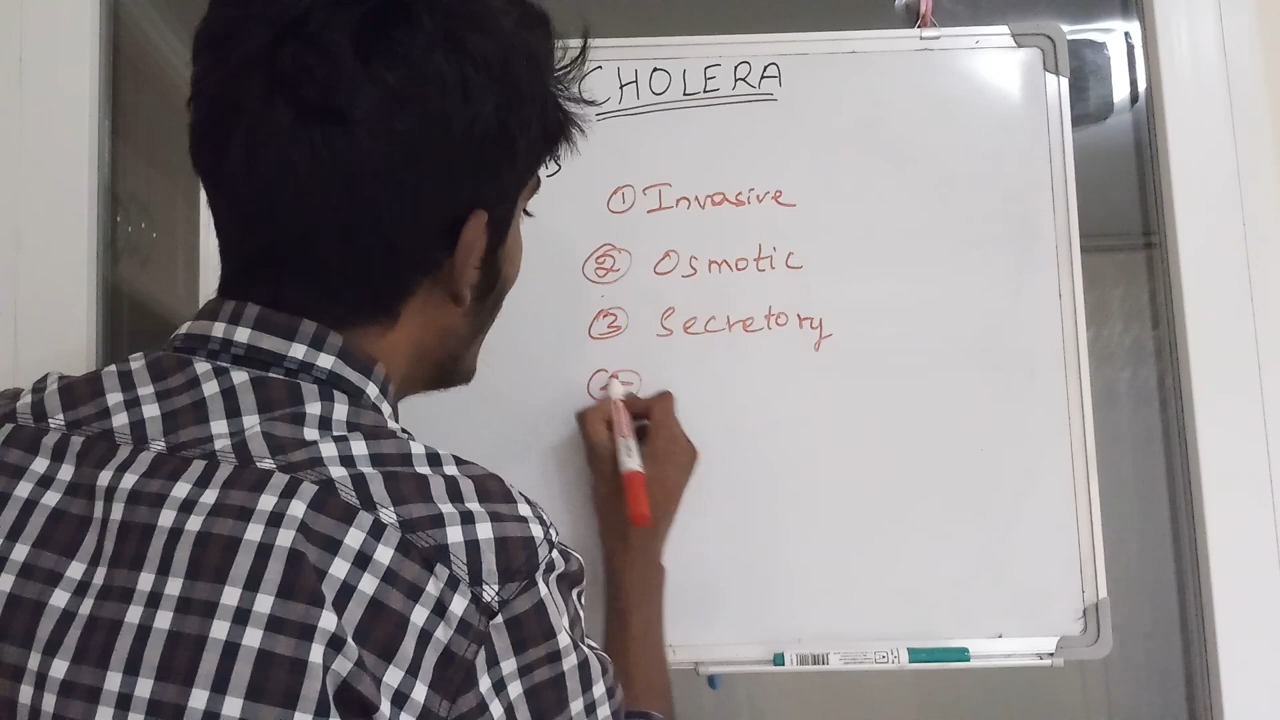 CHOLERA
① Invasive
② Osmotic
③ Secretory